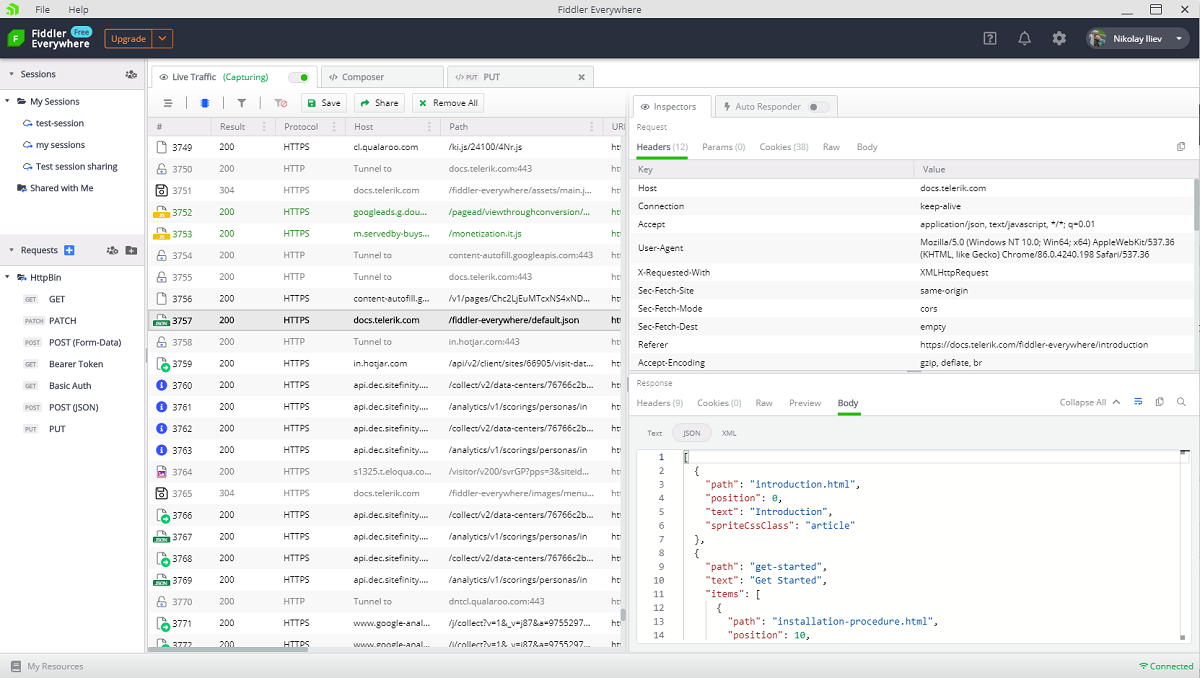 File Help Fiddler Everywhere
Fiddler Everywhere Free Upgrade Nikolay Iliev
Sessions
My Sessions
test-session
my sessions
Test session sharing
Shared with Me
Requests
HttpBin
GET GET
PATCH PATCH
POST POST (Form-Data)
GET Bearer Token
GET Basic Auth
POST POST (JSON)
PUT PUT
Live Traffic (Capturing) Composer PUT PUT
Save Share Remove All
# Result Protocol Host Path URL
3749 200 HTTPS cl.qualaroo.com /ki.js/24100/4Nr.js
3750 200 HTTP Tunnel to docs.telerik.com:443
3751 304 HTTPS docs.telerik.com /fiddler-everywhere/assets/main.j...
3752 200 HTTPS googleads.g.dou... /pagead/viewthroughconversion/...
3753 200 HTTPS m.servedby-buys... /monetization.it.js
3754 200 HTTP Tunnel to content-autofill.googleapis.com:443
3755 200 HTTP Tunnel to docs.telerik.com:443
3756 200 HTTPS content-autofill.g... /v1/pages/Chc2LjEuMTcxNS4xND...
3757 200 HTTPS docs.telerik.com /fiddler-everywhere/default.json
3758 200 HTTP Tunnel to in.hotjar.com:443
3759 200 HTTPS in.hotjar.com /api/v2/client/sites/66905/visit-dat...
3760 200 HTTPS api.dec.sitefinity.... /collect/v2/data-centers/76766c2b...
3761 200 HTTPS api.dec.sitefinity.... /analytics/v1/scorings/personas/in
3762 200 HTTPS api.dec.sitefinity.... /collect/v2/data-centers/76766c2b...
3763 200 HTTPS api.dec.sitefinity.... /analytics/v1/scorings/personas/in
3764 200 HTTPS s1325.t.eloqua.co... /visitor/v200/svrGP?pps=3&siteid...
3765 304 HTTPS docs.telerik.com /fiddler-everywhere/images/menu...
3766 200 HTTPS api.dec.sitefinity.... /collect/v2/data-centers/76766c2b...
3767 200 HTTPS api.dec.sitefinity.... /analytics/v1/scorings/personas/in
3768 200 HTTPS api.dec.sitefinity.... /collect/v2/data-centers/76766c2b...
3769 200 HTTPS api.dec.sitefinity.... /analytics/v1/scorings/personas/in
3770 200 HTTP Tunnel to dntcl.qualaroo.com:443
3771 200 HTTPS www.google-anal... /j/collect?v=1&_v=j87&a=9755297...
3772 200 HTTPS www.google-anal... /collect?v=1&_v=j87&a=9755297...
Inspectors Auto Responder
Request
Headers (12) Params (0) Cookies (38) Raw Body
Key Value
Host docs.telerik.com
Connection keep-alive
Accept application/json, text/javascript, */*; q=0.01
User-Agent Mozilla/5.0 (Windows NT 10.0; Win64; x64) AppleWebKit/537.36
(KHTML, like Gecko) Chrome/86.0.4240.198 Safari/537.36
X-Requested-With XMLHttpRequest
Sec-Fetch-Site same-origin
Sec-Fetch-Mode cors
Sec-Fetch-Dest empty
Referer https://docs.telerik.com/fiddler-everywhere/introduction
Accept-Encoding gzip, deflate, br
Response
Headers (9) Cookies (0) Raw Preview Body Collapse All
Text JSON XML
1 [
2 {
3 "path": "introduction.html",
4 "position": 0,
5 "text": "Introduction",
6 "spriteCssClass": "article"
7 },
8 {
9 "path": "get-started",
10 "text": "Get Started",
11 "items": [
12 {
13 "path": "installation-procedure.html",
14 "position": 10,
My Resources Connected